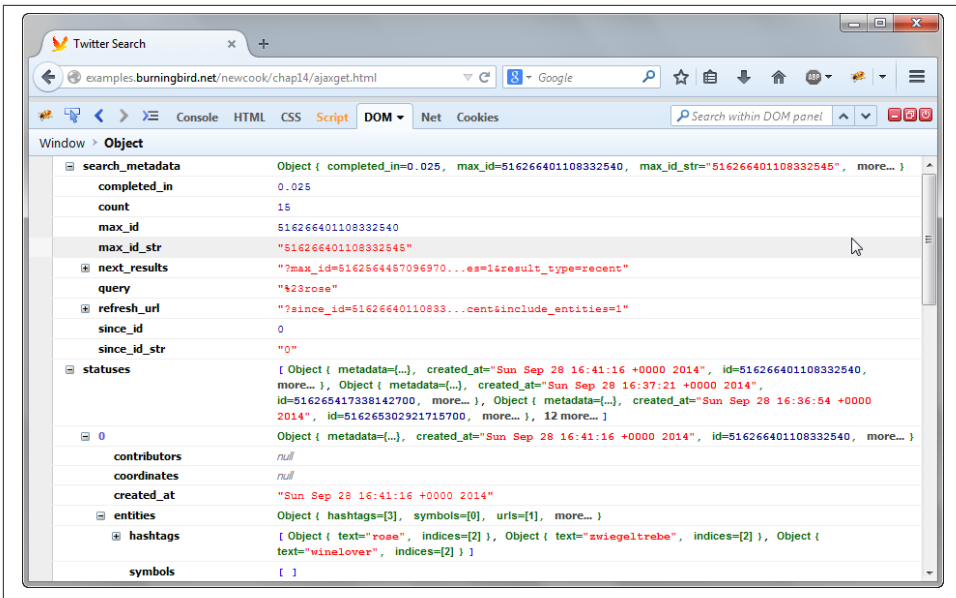 Twitter Search × +
examples.burningbird.net/newcook/chap14/ajaxget.html 8 Google ABP
Console HTML CSS Script DOM Net Cookies Search within DOM panel
Window > Object
search_metadata Object { completed_in=0.025, max_id=516266401108332540, max_id_str="516266401108332545", more... }
completed_in 0.025
count 15
max_id 516266401108332540
max_id_str "516266401108332545"
next_results "?max_id=5162564457096970...es=1&result_type=recent"
query "%23rose"
refresh_url "?since_id=51626640110833...cent&include_entities=1"
since_id 0
since_id_str "0"
statuses [ Object { metadata={...}, created_at="Sun Sep 28 16:41:16 +0000 2014", id=516266401108332540,
more... }, Object { metadata={...}, created_at="Sun Sep 28 16:37:21 +0000 2014",
id=516265417338142700, more... }, Object { metadata={...}, created_at="Sun Sep 28 16:36:54 +0000
2014", id=516265302921715700, more... }, 12 more... ]
0 Object { metadata={...}, created_at="Sun Sep 28 16:41:16 +0000 2014", id=516266401108332540, more... }
contributors null
coordinates null
created_at "Sun Sep 28 16:41:16 +0000 2014"
entities Object { hashtags=[3], symbols=[0], urls=[1], more... }
hashtags [ Object { text="rose", indices=[2] }, Object { text="zwiegeltrebe", indices=[2] }, Object {
text="winelover", indices=[2] } ]
symbols [ ]